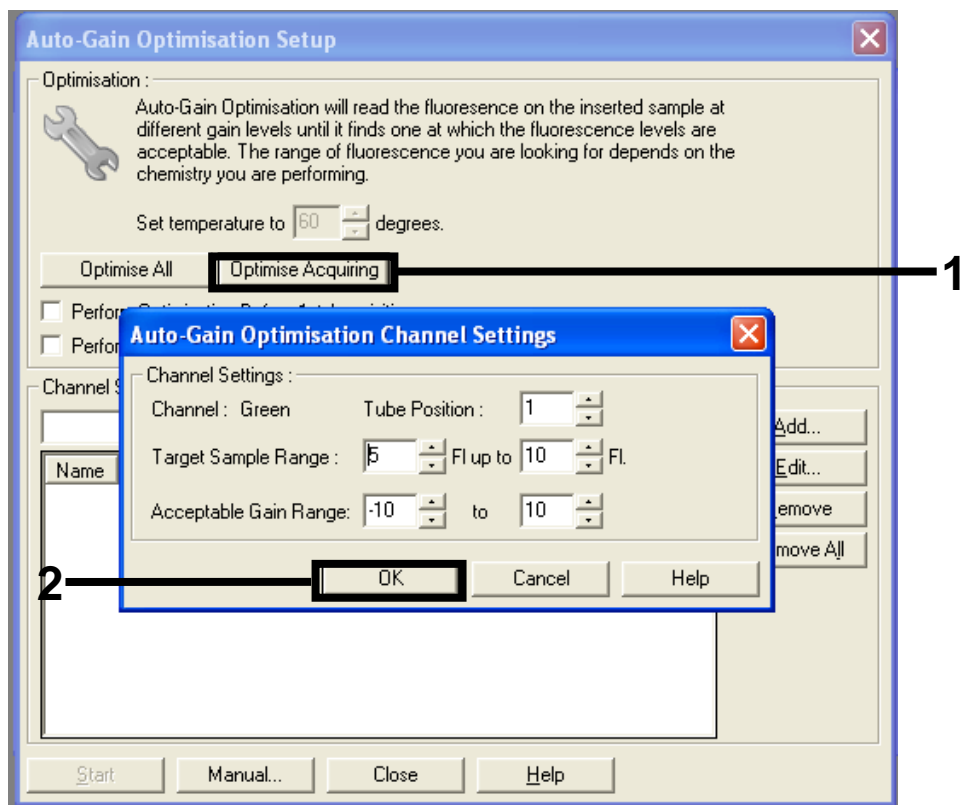 Auto-Gain Optimisation Setup
Optimisation :
Auto-Gain Optimisation will read the fluoresence on the inserted sample at
different gain levels until it finds one at which the fluorescence levels are
acceptable. The range of fluorescence you are looking for depends on the
chemistry you are performing.
Set temperature to 60 degrees.
Optimise All Optimise Acquiring 1
Perfor
Auto-Gain Optimisation Channel Settings
Perfor
Channel Settings :
Channel
Channel : Green Tube Position : 1
Add...
Target Sample Range : 5 Fl up to 10 Fl.
Name
Edit...
Acceptable Gain Range: -10 to 10
emove
move All
2 OK Cancel Help
Start Manual... Close Help